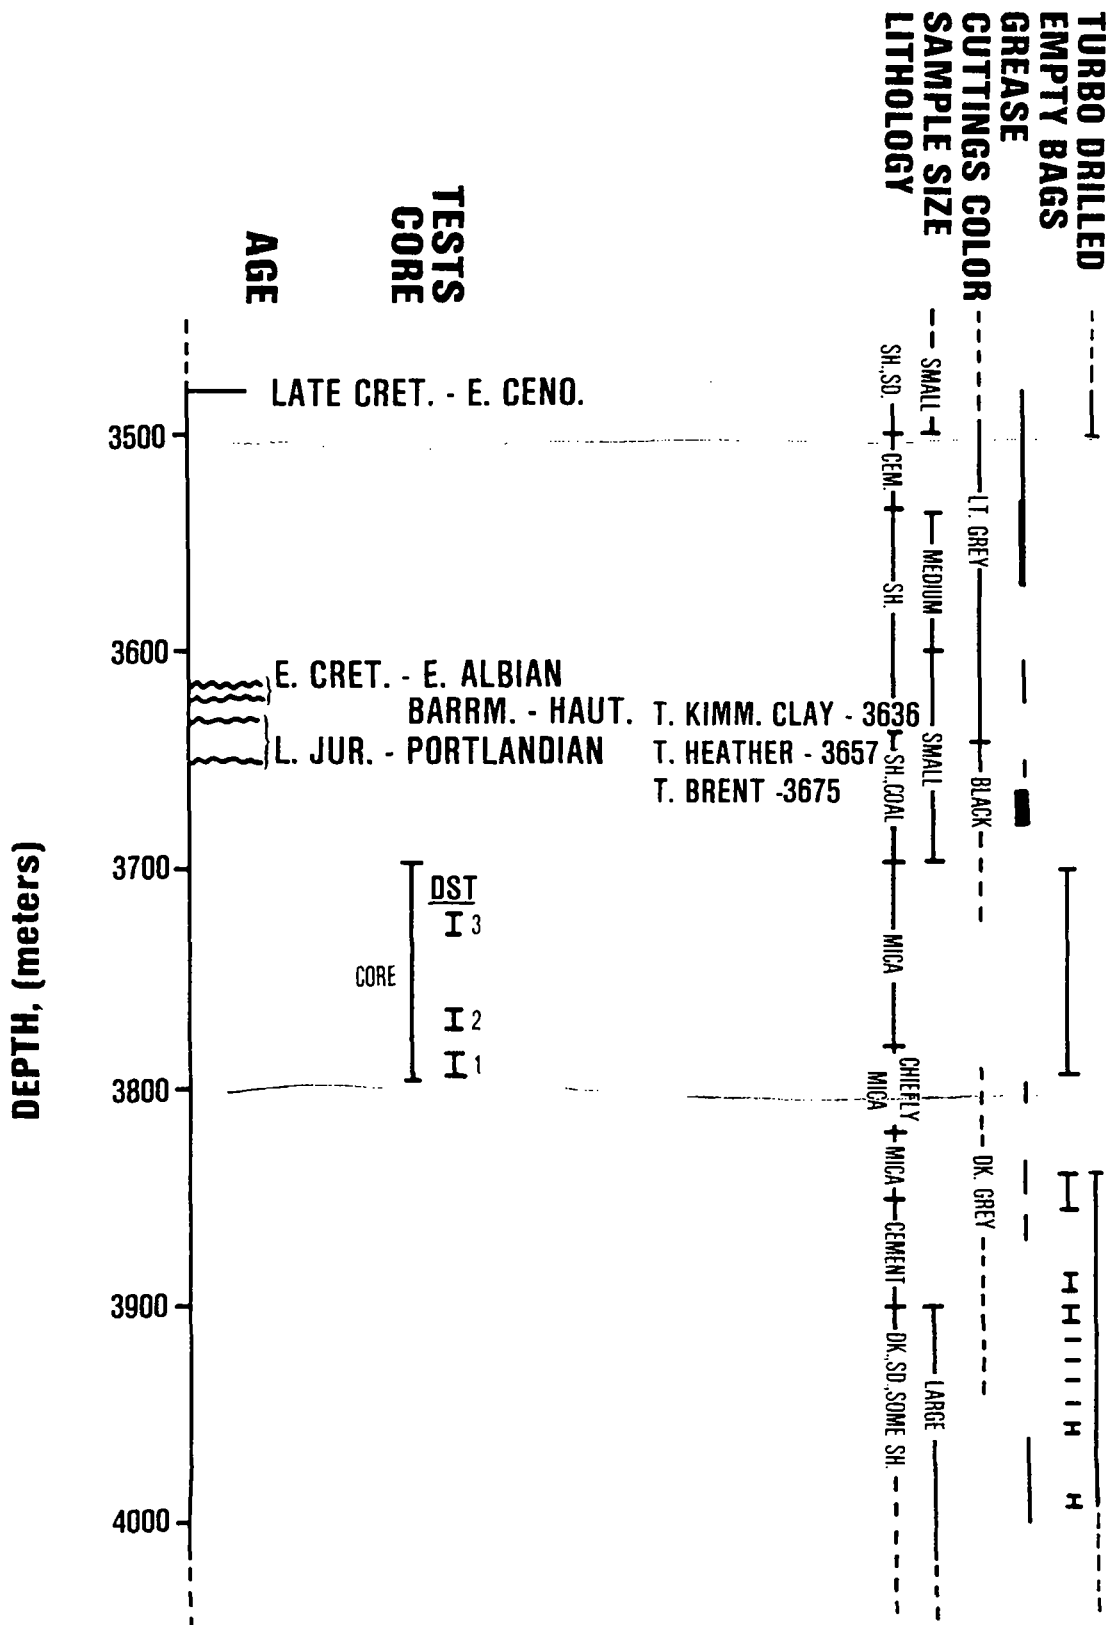 TURBO DRILLED
EMPTY BAGS
GREASE
CUTTINGS COLOR
SAMPLE SIZE
LITHOLOGY
TESTS
CORE
AGE
DEPTH, (meters)
LATE CRET. - E. CENO.
3500
3600
E. CRET. - E. ALBIAN
BARRM. - HAUT.
T. KIMM. CLAY - 3636
L. JUR. - PORTLANDIAN
T. HEATHER - 3657
T. BRENT -3675
3700
DST
3
CORE
2
1
3800
3900
4000
SH.,SD.
CEM.
SH.
SH.,COAL
MICA
CHIEFLY
MICA
MICA
CEMENT
DK.,SD.,SOME SH.
SMALL
MEDIUM
SMALL
LARGE
LT. GREY
BLACK
DK. GREY